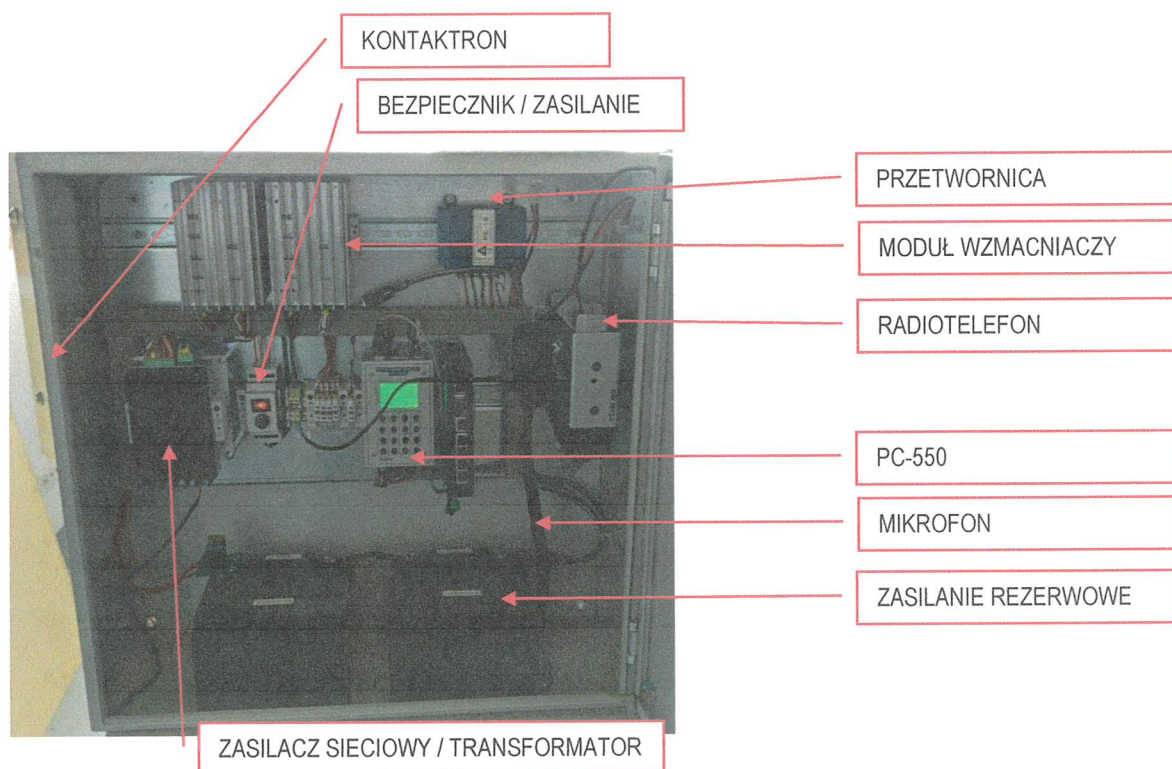 KONTAKTRON
BEZPIECZNIK / ZASILANIE
PRZETWORNICA
MODUŁ WZMACNIACZY
RADIOTELEFON
PC-550
MIKROFON
ZASILANIE REZERWOWE
ZASILACZ SIECIOWY / TRANSFORMATOR